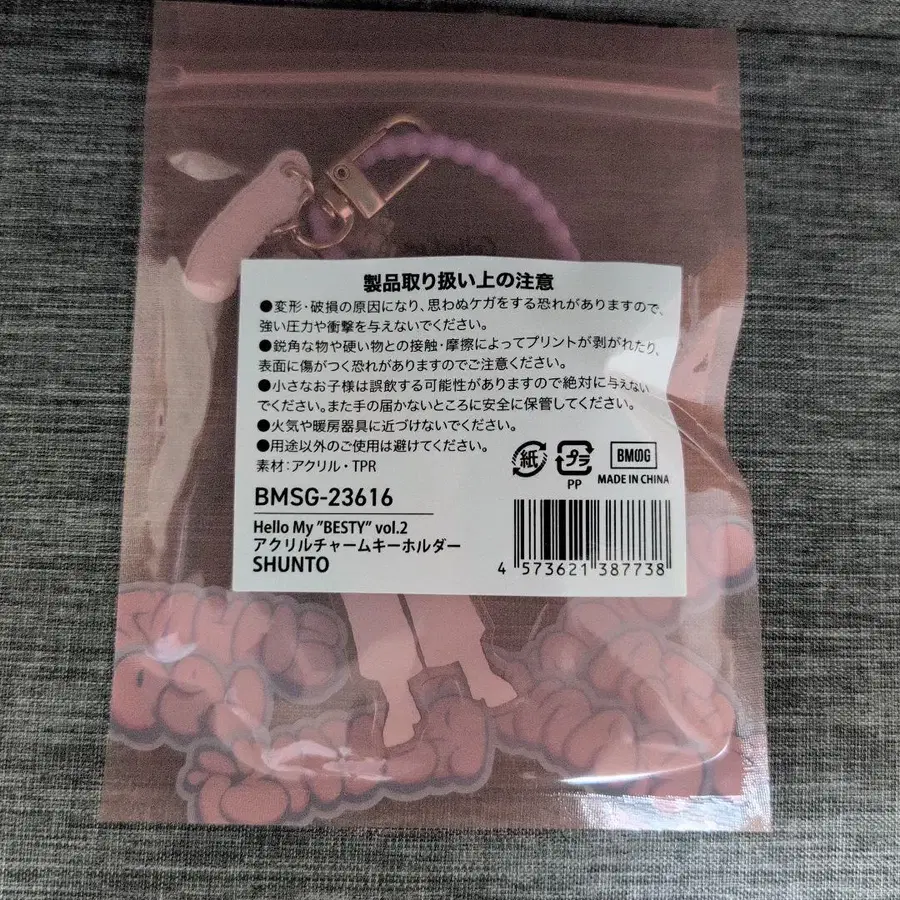 製品取り扱い上の注意
●変形・破損の原因になり、思わぬケガをする恐れがありますので、
強い圧力や衝撃を与えないでください。
●鋭角な物や硬い物との接触・摩擦によってプリントが剥がれたり、
表面に傷がつく恐れがありますのでご注意ください。
●小さなお子様は誤飲する可能性がありますので絶対に与えない
でください。また手の届かないところに安全に保管してください。
●火気や暖房器具に近づけないでください。
●用途以外のご使用は避けてください。
素材：アクリル・TPR
紙
プラ
PP
BMSG
MADE IN CHINA
BMSG-23616
Hello My "BESTY" vol.2
アクリルチャームキーホルダー
SHUNTO
4 573621 387738